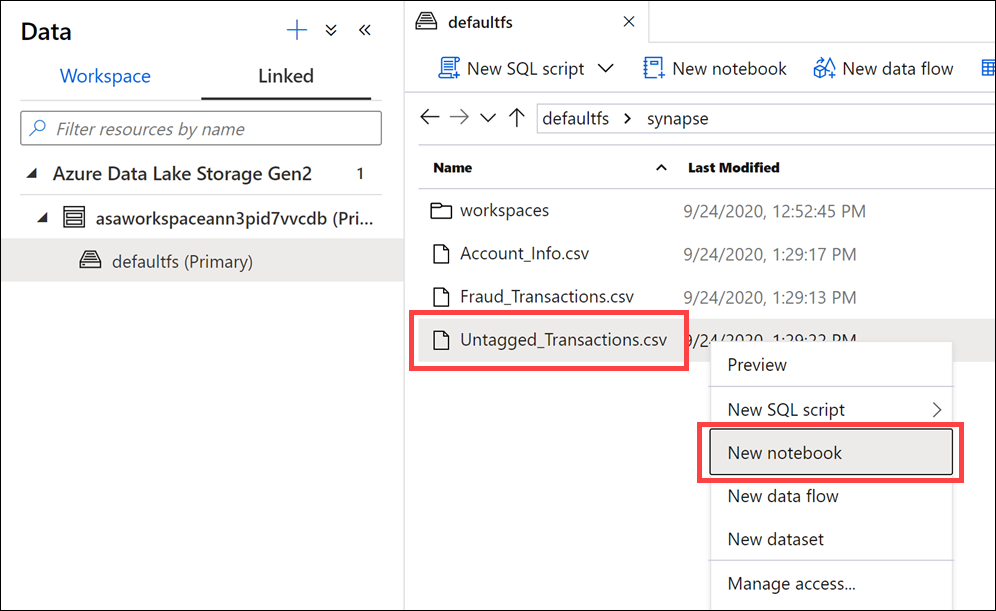 Data
Workspace
Linked
Filter resources by name
Azure Data Lake Storage Gen2 1
asaworkspaceann3pid7vvcdb (Pri...
defaultfs (Primary)
defaultfs
New SQL script
New notebook
New data flow
defaultfs > synapse
Name Last Modified
workspaces 9/24/2020, 12:52:45 PM
Account_Info.csv 9/24/2020, 1:29:17 PM
Fraud_Transactions.csv 9/24/2020, 1:29:13 PM
Untagged_Transactions.csv 9/24/2020, 1:29:22 PM
Preview
New SQL script
New notebook
New data flow
New dataset
Manage access...